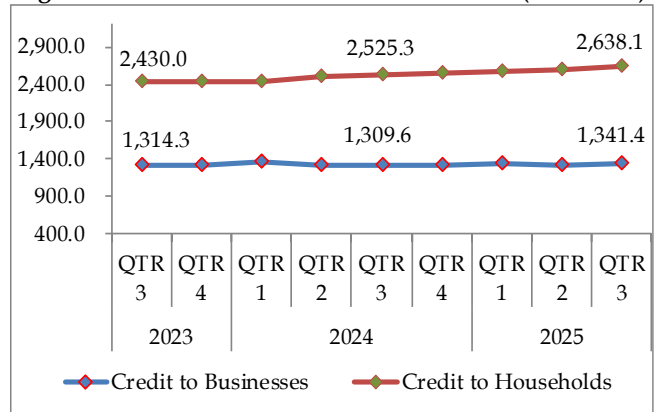 2,900.0
2,400.0
1,900.0
1,400.0
900.0
400.0
2,430.0
2,525.3
2,638.1
1,314.3
1,309.6
1,341.4
QTR 3
QTR 4
QTR 1
QTR 2
QTR 3
QTR 4
QTR 1
QTR 2
QTR 3
2023
2024
2025
Credit to Businesses
Credit to Households